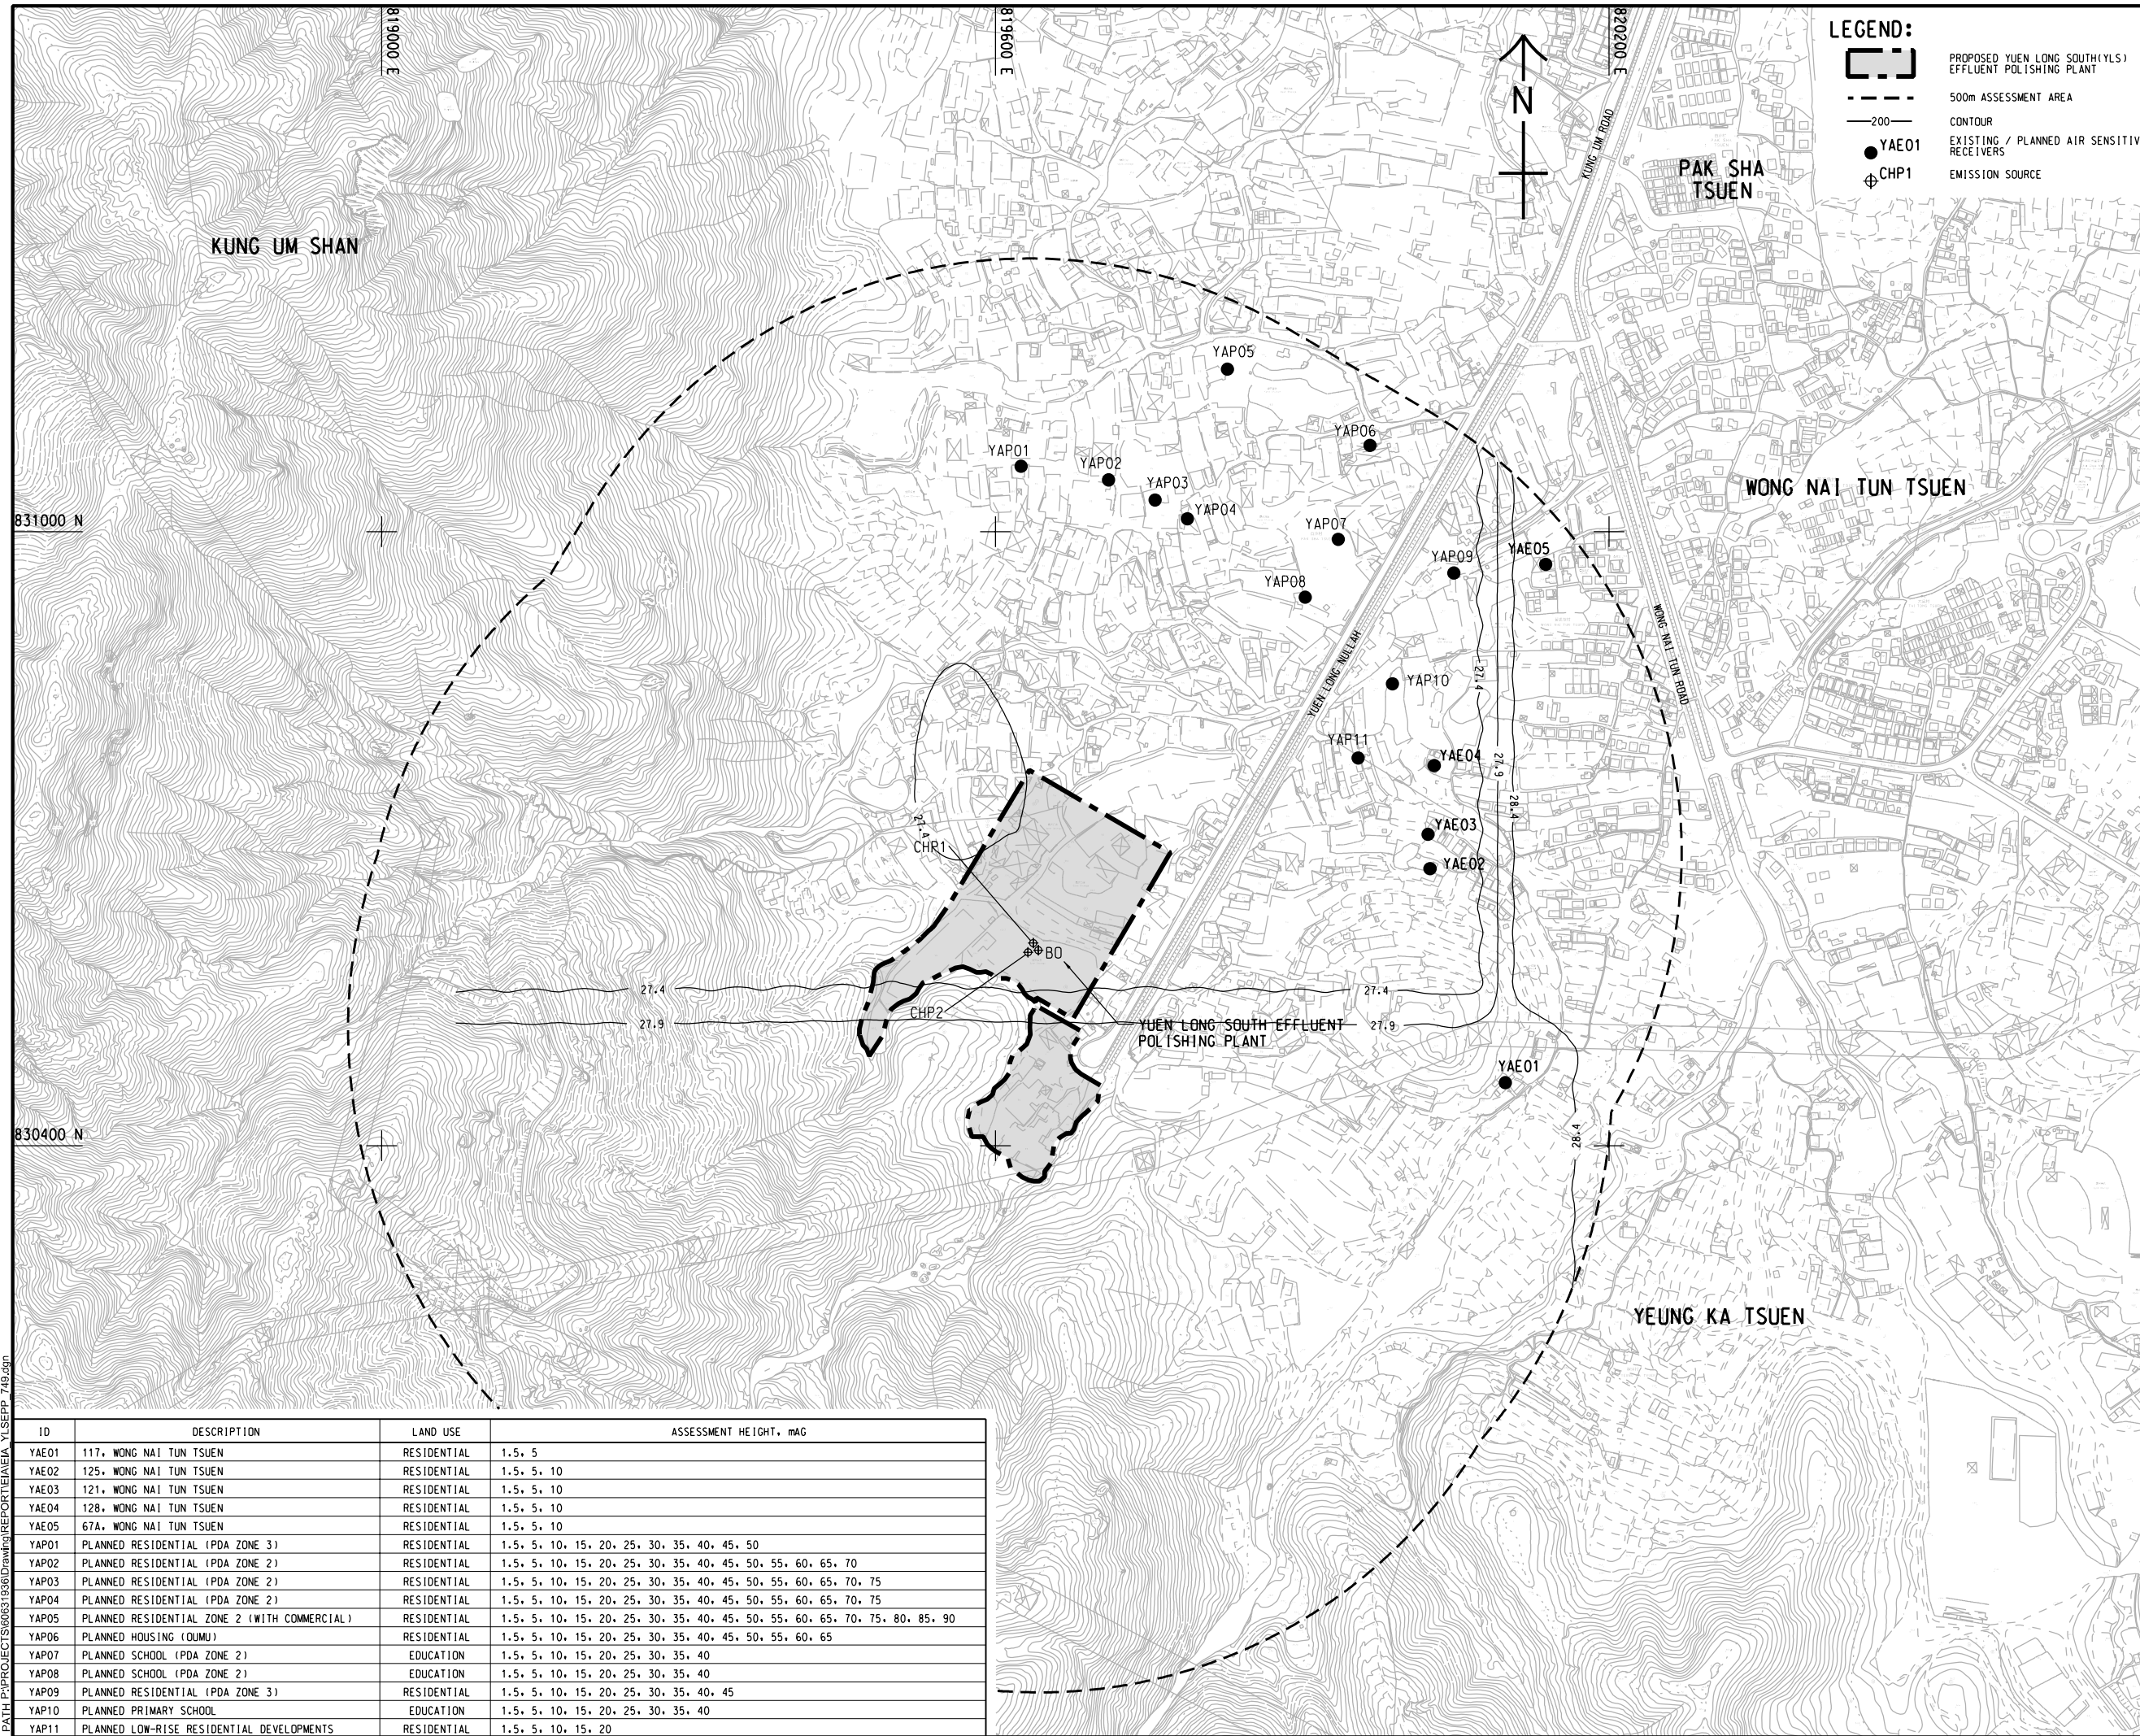 819000 E
819600 E
820200 E
LEGEND:
PROPOSED YUEN LONG SOUTH(YLS)
EFFLUENT POLISHING PLANT
500m ASSESSMENT AREA
200
CONTOUR
YAE01
EXISTING / PLANNED AIR SENSITIV
RECEIVERS
CHP1
EMISSION SOURCE
N
KUNG UM ROAD
PAK SHA
TSUEN
KUNG UM SHAN
YAP05
YAP06
YAP01
YAP02
YAP03
YAP04
WONG NAI TUN TSUEN
831000 N
YAP07
YAP09
YAE05
YAP08
WONG NAI TUN ROAD
YUEN LONG NULLAH
27.4
YAP10
YAP11
YAE04
27.9
28.4
27.4
CHP1
YAE03
YAE02
BO
27.4
27.4
CHP2
27.9
27.9
YUEN LONG SOUTH EFFLUENT
POLISHING PLANT
YAE01
830400 N
28.4
YEUNG KA TSUEN
PATH P:\PROJECTS\60631936\Drawing\REPORT\EIA\EIA_YLSEPP_749.dgn
ID DESCRIPTION LAND USE ASSESSMENT HEIGHT, mAG
YAE01 117, WONG NAI TUN TSUEN RESIDENTIAL 1.5, 5
YAE02 125, WONG NAI TUN TSUEN RESIDENTIAL 1.5, 5, 10
YAE03 121, WONG NAI TUN TSUEN RESIDENTIAL 1.5, 5, 10
YAE04 128, WONG NAI TUN TSUEN RESIDENTIAL 1.5, 5, 10
YAE05 67A, WONG NAI TUN TSUEN RESIDENTIAL 1.5, 5, 10
YAP01 PLANNED RESIDENTIAL (PDA ZONE 3) RESIDENTIAL 1.5, 5, 10, 15, 20, 25, 30, 35, 40, 45, 50
YAP02 PLANNED RESIDENTIAL (PDA ZONE 2) RESIDENTIAL 1.5, 5, 10, 15, 20, 25, 30, 35, 40, 45, 50, 55, 60, 65, 70
YAP03 PLANNED RESIDENTIAL (PDA ZONE 2) RESIDENTIAL 1.5, 5, 10, 15, 20, 25, 30, 35, 40, 45, 50, 55, 60, 65, 70, 75
YAP04 PLANNED RESIDENTIAL (PDA ZONE 2) RESIDENTIAL 1.5, 5, 10, 15, 20, 25, 30, 35, 40, 45, 50, 55, 60, 65, 70, 75
YAP05 PLANNED RESIDENTIAL ZONE 2 (WITH COMMERCIAL) RESIDENTIAL 1.5, 5, 10, 15, 20, 25, 30, 35, 40, 45, 50, 55, 60, 65, 70, 75, 80, 85, 90
YAP06 PLANNED HOUSING (OUMU) RESIDENTIAL 1.5, 5, 10, 15, 20, 25, 30, 35, 40, 45, 50, 55, 60, 65
YAP07 PLANNED SCHOOL (PDA ZONE 2) EDUCATION 1.5, 5, 10, 15, 20, 25, 30, 35, 40
YAP08 PLANNED SCHOOL (PDA ZONE 2) EDUCATION 1.5, 5, 10, 15, 20, 25, 30, 35, 40
YAP09 PLANNED RESIDENTIAL (PDA ZONE 3) RESIDENTIAL 1.5, 5, 10, 15, 20, 25, 30, 35, 40, 45
YAP10 PLANNED PRIMARY SCHOOL EDUCATION 1.5, 5, 10, 15, 20, 25, 30, 35, 40
YAP11 PLANNED LOW-RISE RESIDENTIAL DEVELOPMENTS RESIDENTIAL 1.5, 5, 10, 15, 20